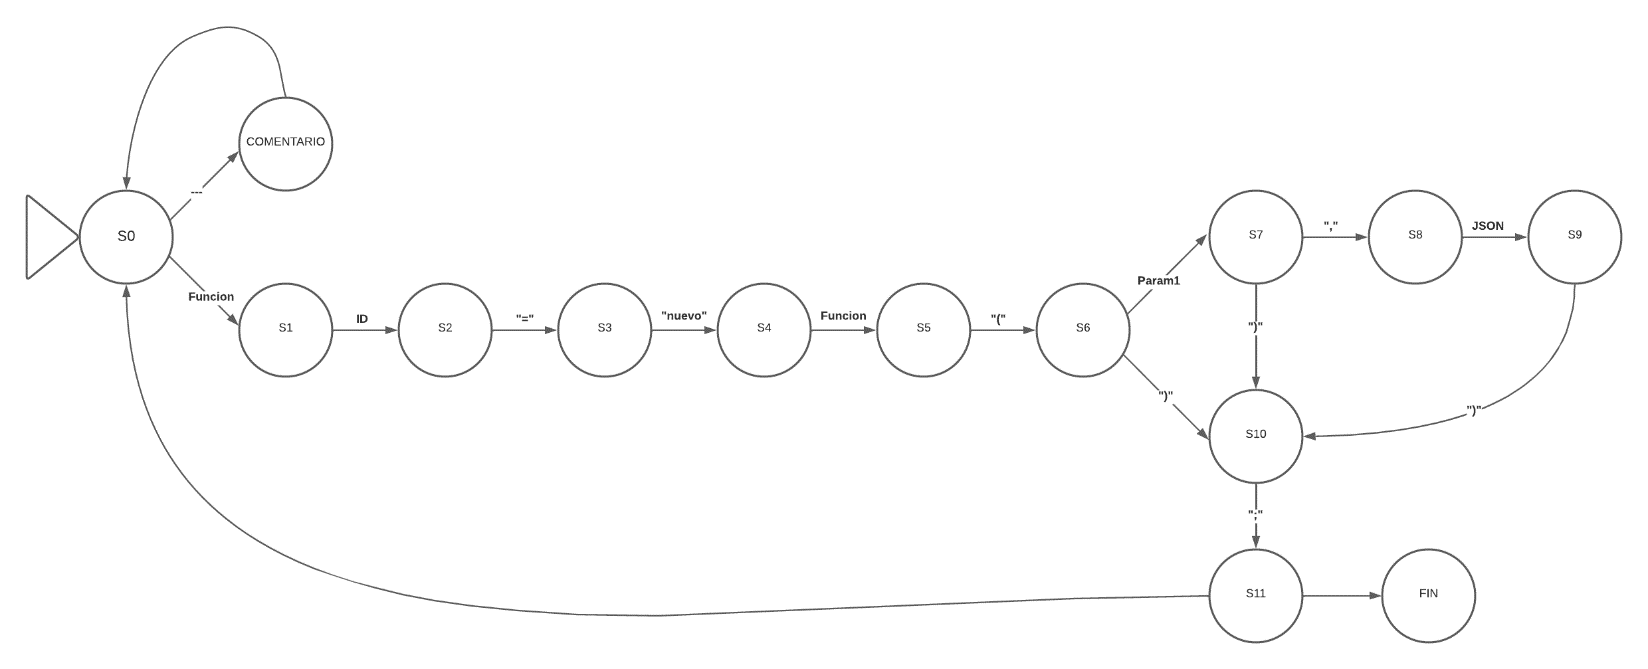 COMENTARIO
---
S0
Funcion
S1
ID
S2
"="
S3
"nuevo"
S4
Funcion
S5
"("
S6
Param1
S7
","
S8
JSON
S9
")"
")"
")"
S10
";"
S11
FIN